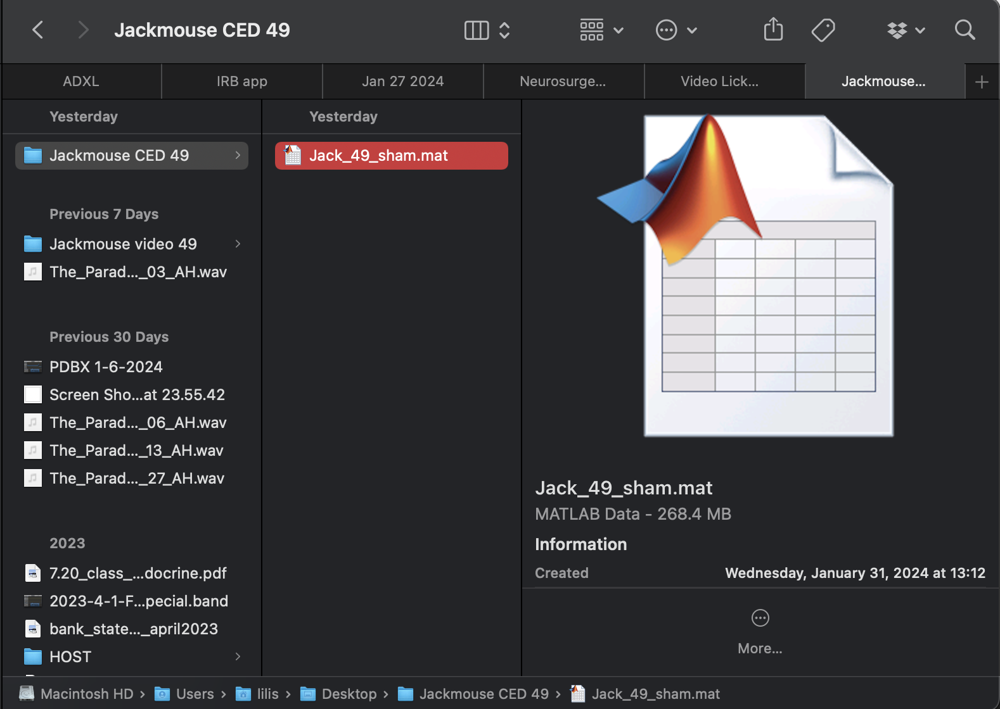 Jackmouse CED 49
ADXL
IRB app
Jan 27 2024
Neurosurge...
Video Lick...
Jackmouse...
Yesterday
Jackmouse CED 49
Previous 7 Days
Jackmouse video 49
The_Parad..._03_AH.wav
Previous 30 Days
PDBX 1-6-2024
Screen Sho...at 23.55.42
The_Parad..._06_AH.wav
The_Parad..._13_AH.wav
The_Parad..._27_AH.wav
2023
7.20_class_...docrine.pdf
2023-4-1-F...pecial.band
bank_state..._april2023
HOST
Yesterday
Jack_49_sham.mat
Jack_49_sham.mat
MATLAB Data - 268.4 MB
Information
Created Wednesday, January 31, 2024 at 13:12
More...
Macintosh HD › Users › lilis › Desktop › Jackmouse CED 49 › Jack_49_sham.mat